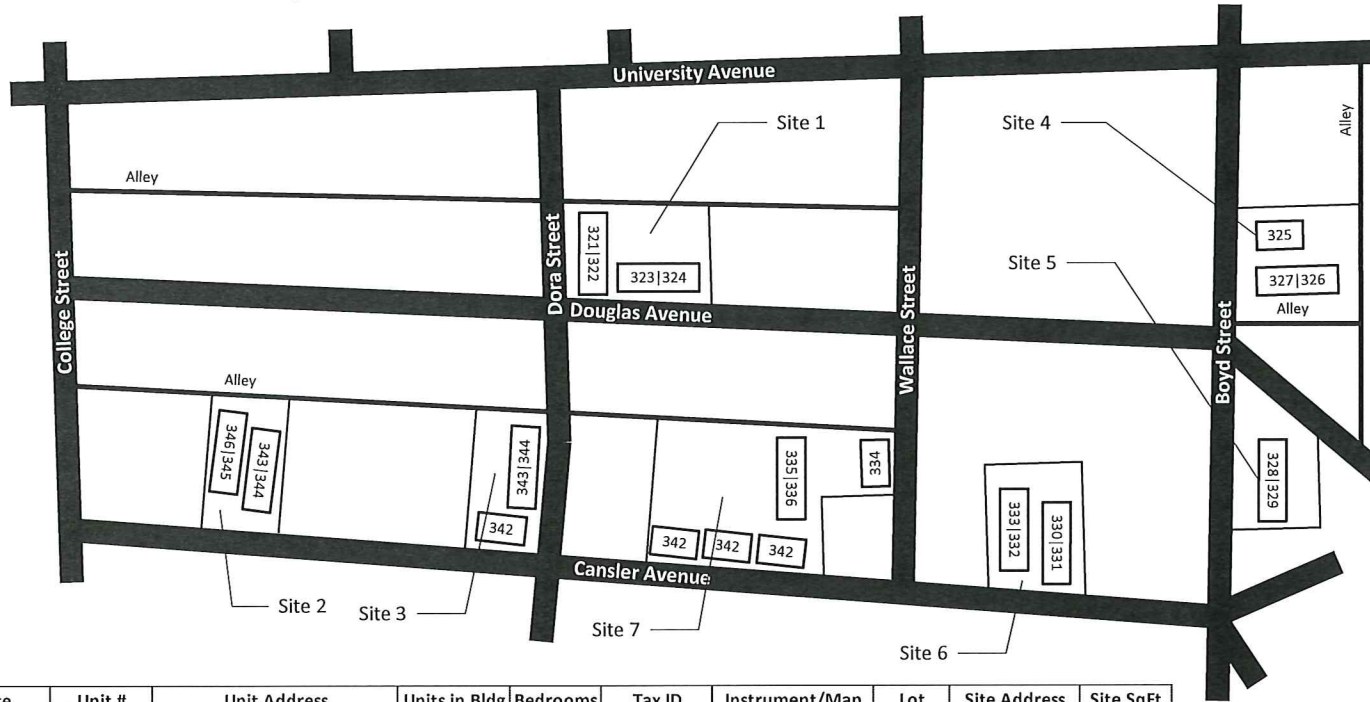 University Avenue
Site 1
Site 4
Alley
Alley
Dora Street
321|322
323|324
325
327|326
Alley
Site 5
College Street
Douglas Avenue
Wallace Street
Boyd Street
Alley
346|345
343|344
343|344
342
335|336
334
328|329
342
342
342
333|332
330|331
Cansler Avenue
Site 2
Site 3
Site 7
Site 6
Unit #
Unit Address
Units in Bldg
Bedrooms
Tax ID
Instrument/Map
Lot
Site Address
Site SqFt